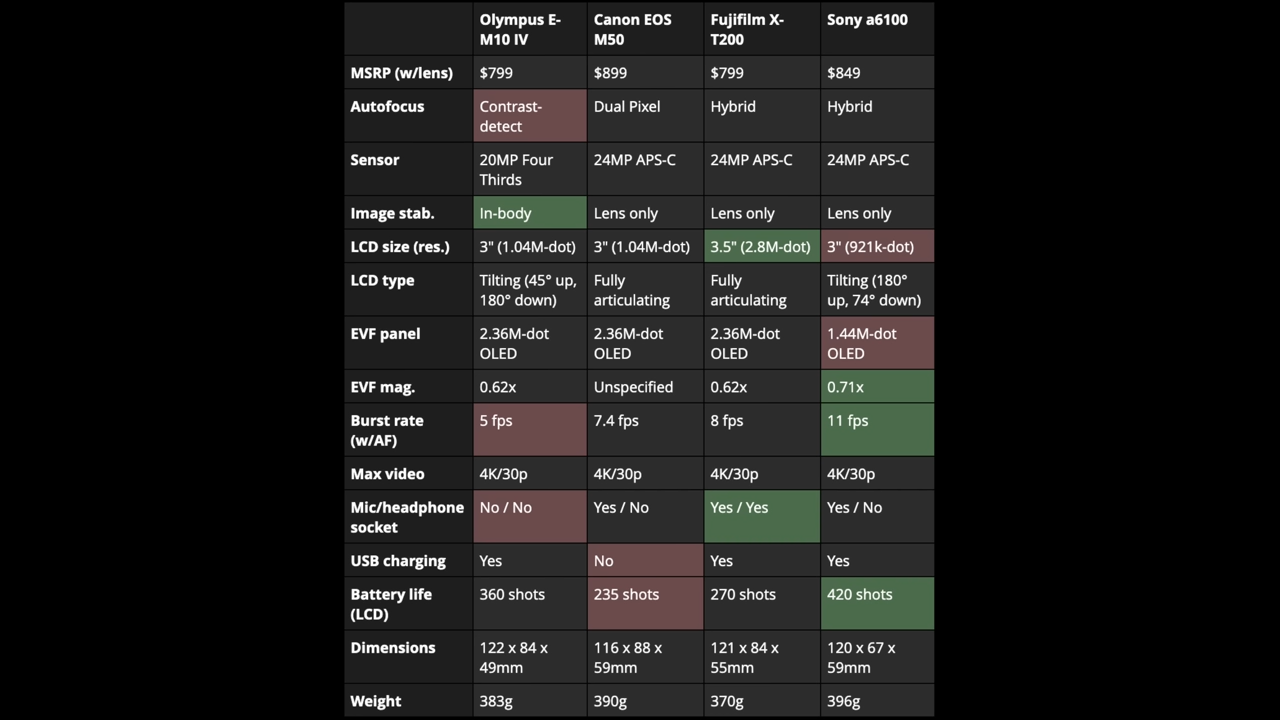 Olympus E-M10 IV Canon EOS M50 Fujifilm X-T200 Sony a6100
MSRP (w/lens) $799 $899 $799 $849
Autofocus Contrast-detect Dual Pixel Hybrid Hybrid
Sensor 20MP Four Thirds 24MP APS-C 24MP APS-C 24MP APS-C
Image stab. In-body Lens only Lens only Lens only
LCD size (res.) 3" (1.04M-dot) 3" (1.04M-dot) 3.5" (2.8M-dot) 3" (921k-dot)
LCD type Tilting (45° up, 180° down) Fully articulating Fully articulating Tilting (180° up, 74° down)
EVF panel 2.36M-dot OLED 2.36M-dot OLED 2.36M-dot OLED 1.44M-dot OLED
EVF mag. 0.62x Unspecified 0.62x 0.71x
Burst rate (w/AF) 5 fps 7.4 fps 8 fps 11 fps
Max video 4K/30p 4K/30p 4K/30p 4K/30p
Mic/headphone socket No / No Yes / No Yes / Yes Yes / No
USB charging Yes No Yes Yes
Battery life (LCD) 360 shots 235 shots 270 shots 420 shots
Dimensions 122 x 84 x 49mm 116 x 88 x 59mm 121 x 84 x 55mm 120 x 67 x 59mm
Weight 383g 390g 370g 396g